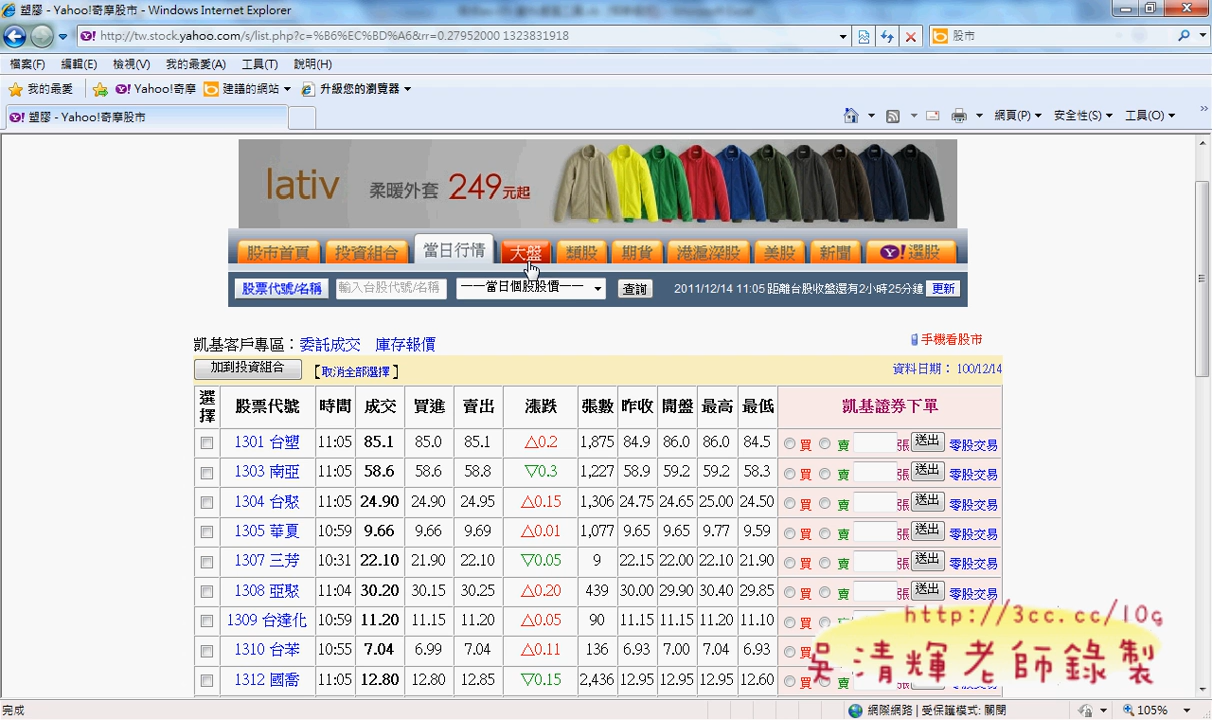 塑膠 - Yahoo!奇摩股市 - Windows Internet Explorer
http://tw.stock.yahoo.com/s/list.php?c=%B6%EC%BD%A6&rr=0.27952000 1323831918
股市
檔案(F) 編輯(E) 檢視(V) 我的最愛(A) 工具(T) 說明(H)
我的最愛 Yahoo!奇摩 建議的網站 升級您的瀏覽器
塑膠 - Yahoo!奇摩股市
網頁(P) 安全性(S) 工具(O)
lativ 柔暖外套 249元起
股市首頁 投資組合 當日行情 大盤 類股 期貨 港滬深股 美股 新聞 Y!選股
股票代號/名稱 輸入台股代號/名稱 一一當日個股股價一一 查詢 2011/12/14 11:05 距離台股收盤還有2小時25分鐘 更新
凱基客戶專區：委託成交 庫存報價 手機看股市
加到投資組合 【取消全部選擇】 資料日期： 100/12/14
選擇 股票代號 時間 成交 買進 賣出 漲跌 張數 昨收 開盤 最高 最低 凱基證券下單
1301 台塑 11:05 85.1 85.0 85.1 △0.2 1,875 84.9 86.0 86.0 84.5 買 賣 張 送出 零股交易
1303 南亞 11:05 58.6 58.6 58.8 ▽0.3 1,227 58.9 59.2 59.2 58.3 買 賣 張 送出 零股交易
1304 台聚 11:05 24.90 24.90 24.95 △0.15 1,306 24.75 24.65 25.00 24.50 買 賣 張 送出 零股交易
1305 華夏 10:59 9.66 9.66 9.69 △0.01 1,077 9.65 9.65 9.77 9.59 買 賣 張 送出 零股交易
1307 三芳 10:31 22.10 21.90 22.10 ▽0.05 9 22.15 22.00 22.10 21.90 買 賣 張 送出 零股交易
1308 亞聚 11:04 30.20 30.15 30.25 △0.20 439 30.00 29.90 30.40 29.85 買 賣 張 送出 零股交易
1309 台達化 10:59 11.20 11.15 11.20 △0.05 90 11.15 11.15 11.20 11.10 買
http://3cc.cc/10g
1310 台苯 10:55 7.04 6.99 7.04 △0.11 136 6.93 7.00 7.04 6.93 買
吳清輝老師錄製
1312 國喬 11:05 12.80 12.80 12.85 ▽0.15 2,436 12.95 12.95 12.95 12.60 買 賣
完成 網際網路 | 受保護模式: 關閉 105%